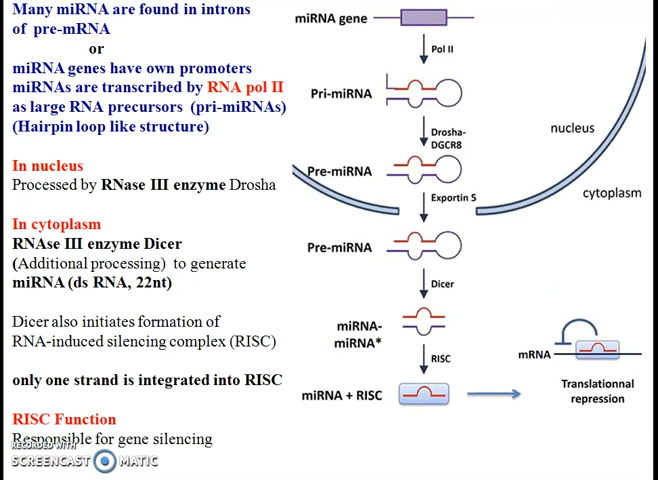 Many miRNA are found in introns
of pre-mRNA
or
miRNA genes have own promoters
miRNAs are transcribed by RNA pol II
as large RNA precursors (pri-miRNAs)
(Hairpin loop like structure)
In nucleus
Processed by RNase III enzyme Drosha
In cytoplasm
RNAse III enzyme Dicer
(Additional processing) to generate
miRNA (ds RNA, 22nt)
Dicer also initiates formation of
RNA-induced silencing complex (RISC)
only one strand is integrated into RISC
RISC Function
Responsible for gene silencing
RECORDED WITH
SCREENCAST MATIC
miRNA gene
Pol II
Pri-miRNA
Drosha-
DGCR8
nucleus
Pre-miRNA
Exportin 5
cytoplasm
Pre-miRNA
Dicer
miRNA-
miRNA*
RISC
mRNA
miRNA + RISC
Translationnal
repression